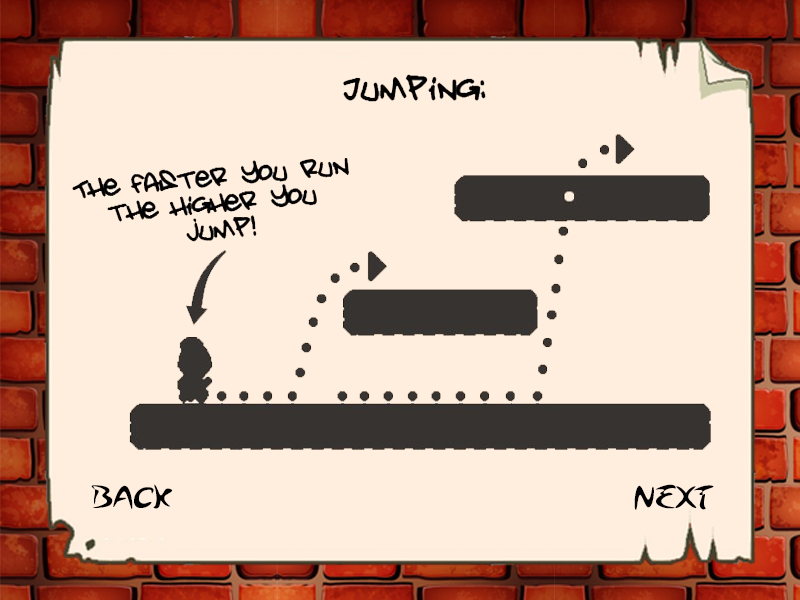 JUMPING:
THE FASTER YOU RUN
THE HIGHER YOU
JUMP!
BACK
NEXT